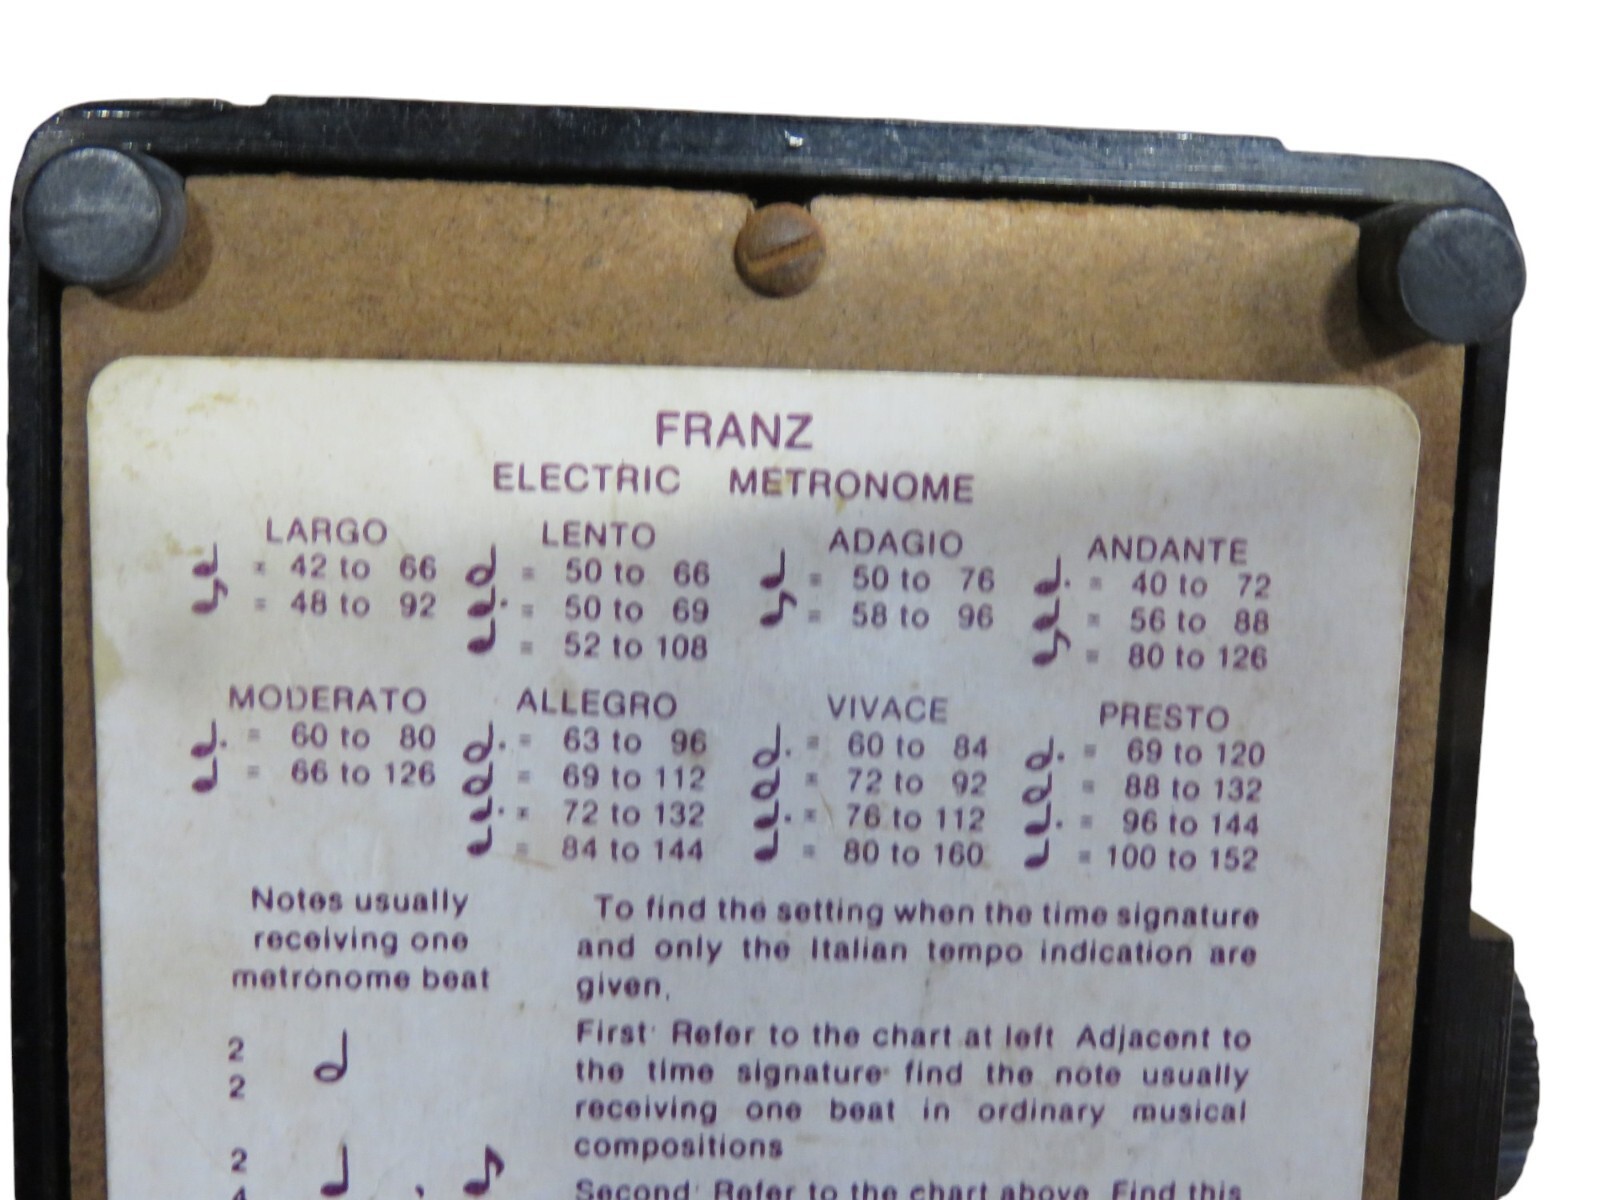 FRANZ
ELECTRIC METRONOME
LARGO LENTO ADAGIO ANDANTE
𝅘𝅥 = 42 to 66 𝅗𝅥 = 50 to 66 𝅘𝅥 = 50 to 76 𝅘𝅥. = 40 to 72
𝅘𝅥𝅮 = 48 to 92 𝅘𝅥. = 50 to 69 𝅘𝅥𝅮 = 58 to 96 𝅘𝅥 = 56 to 88
𝅘𝅥 = 52 to 108 𝅘𝅥𝅮 = 80 to 126
MODERATO ALLEGRO VIVACE PRESTO
𝅘𝅥. = 60 to 80 𝅗𝅥. = 63 to 96 𝅗𝅥. = 60 to 84 𝅗𝅥. = 69 to 120
𝅘𝅥 = 66 to 126 𝅗𝅥 = 69 to 112 𝅗𝅥 = 72 to 92 𝅗𝅥 = 88 to 132
𝅘𝅥. = 72 to 132 𝅘𝅥. = 76 to 112 𝅘𝅥. = 96 to 144
𝅘𝅥 = 84 to 144 𝅘𝅥 = 80 to 160 𝅘𝅥 = 100 to 152
Notes usually
receiving one
metronome beat
2 𝅗𝅥
2
2 𝅘𝅥 , 𝅘𝅥𝅮
4
To find the setting when the time signature
and only the Italian tempo indication are
given.
First: Refer to the chart at left Adjacent to
the time signature find the note usually
receiving one beat in ordinary musical
compositions
Second: Refer to the chart above Find this